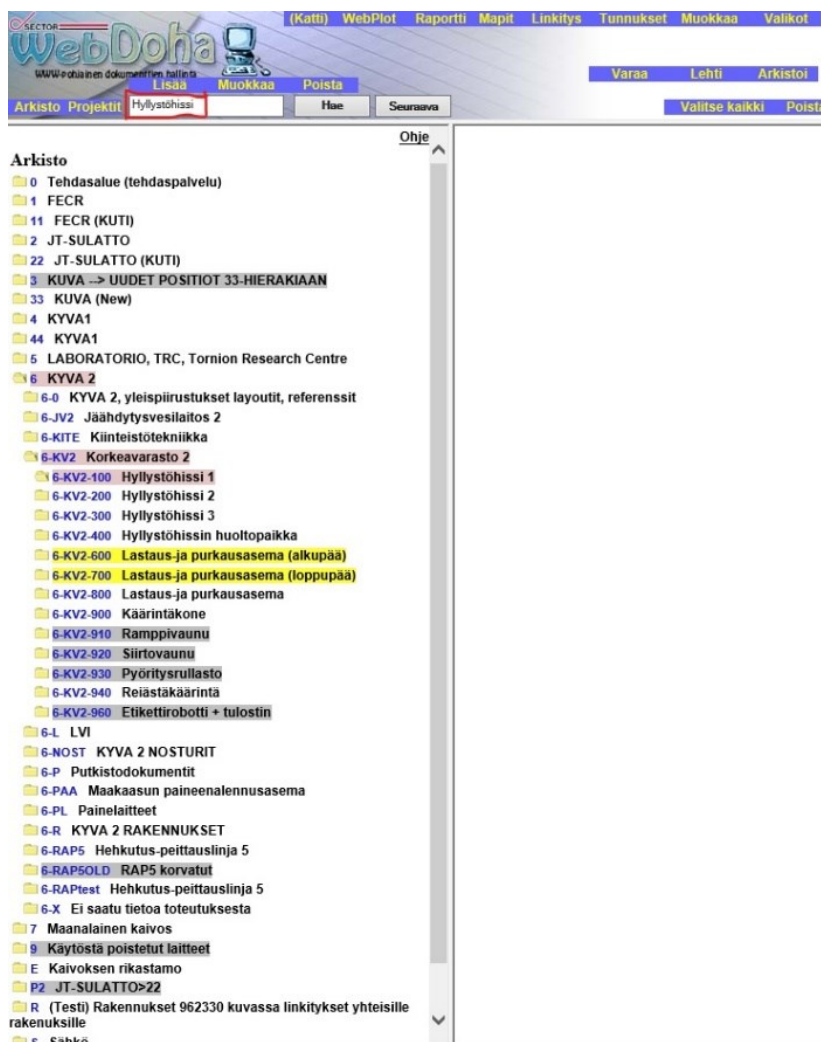 SECTOR
WebDoha
WWW-pohjainen dokumenttien hallinta
(Katti) WebPlot Raportti Mapit Linkitys Tunnukset Muokkaa Valikot
Varaa Lehti Arkistoi
Lisää Muokkaa Poista
Arkisto Projektit Hyllystöhissi Hae Seuraava Valitse kaikki Poista
Ohje
Arkisto
0 Tehdasalue (tehdaspalvelu)
1 FECR
11 FECR (KUTI)
2 JT-SULATTO
22 JT-SULATTO (KUTI)
3 KUVA --> UUDET POSITIOT 33-HIERAKIAAN
33 KUVA (New)
4 KYVA1
44 KYVA1
5 LABORATORIO, TRC, Tornion Research Centre
6 KYVA 2
6-0 KYVA 2, yleispiirustukset layoutit, referenssit
6-JV2 Jäähdytysvesilaitos 2
6-KITE Kiinteistötekniikka
6-KV2 Korkeavarasto 2
6-KV2-100 Hyllystöhissi 1
6-KV2-200 Hyllystöhissi 2
6-KV2-300 Hyllystöhissi 3
6-KV2-400 Hyllystöhissin huoltopaikka
6-KV2-600 Lastaus-ja purkausasema (alkupää)
6-KV2-700 Lastaus-ja purkausasema (loppupää)
6-KV2-800 Lastaus-ja purkausasema
6-KV2-900 Käärintäkone
6-KV2-910 Ramppivaunu
6-KV2-920 Siirtovaunu
6-KV2-930 Pyöritysrullasto
6-KV2-940 Reiästäkäärintä
6-KV2-960 Etikettirobotti + tulostin
6-L LVI
6-NOST KYVA 2 NOSTURIT
6-P Putkistodokumentit
6-PAA Maakaasun paineenalennusasema
6-PL Painelaitteet
6-R KYVA 2 RAKENNUKSET
6-RAP5 Hehkutus-peittauslinja 5
6-RAP5OLD RAP5 korvatut
6-RAPtest Hehkutus-peittauslinja 5
6-X Ei saatu tietoa toteutuksesta
7 Maanalainen kaivos
9 Käytöstä poistetut laitteet
E Kaivoksen rikastamo
P2 JT-SULATTO>22
R (Testi) Rakennukset 962330 kuvassa linkitykset yhteisille
rakenuksille
S Sähkö